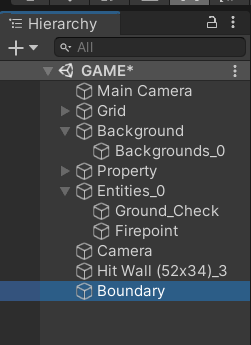 Hierarchy
All
GAME*
Main Camera
Grid
Background
Backgrounds_0
Property
Entities_0
Ground_Check
Firepoint
Camera
Hit Wall (52x34)_3
Boundary